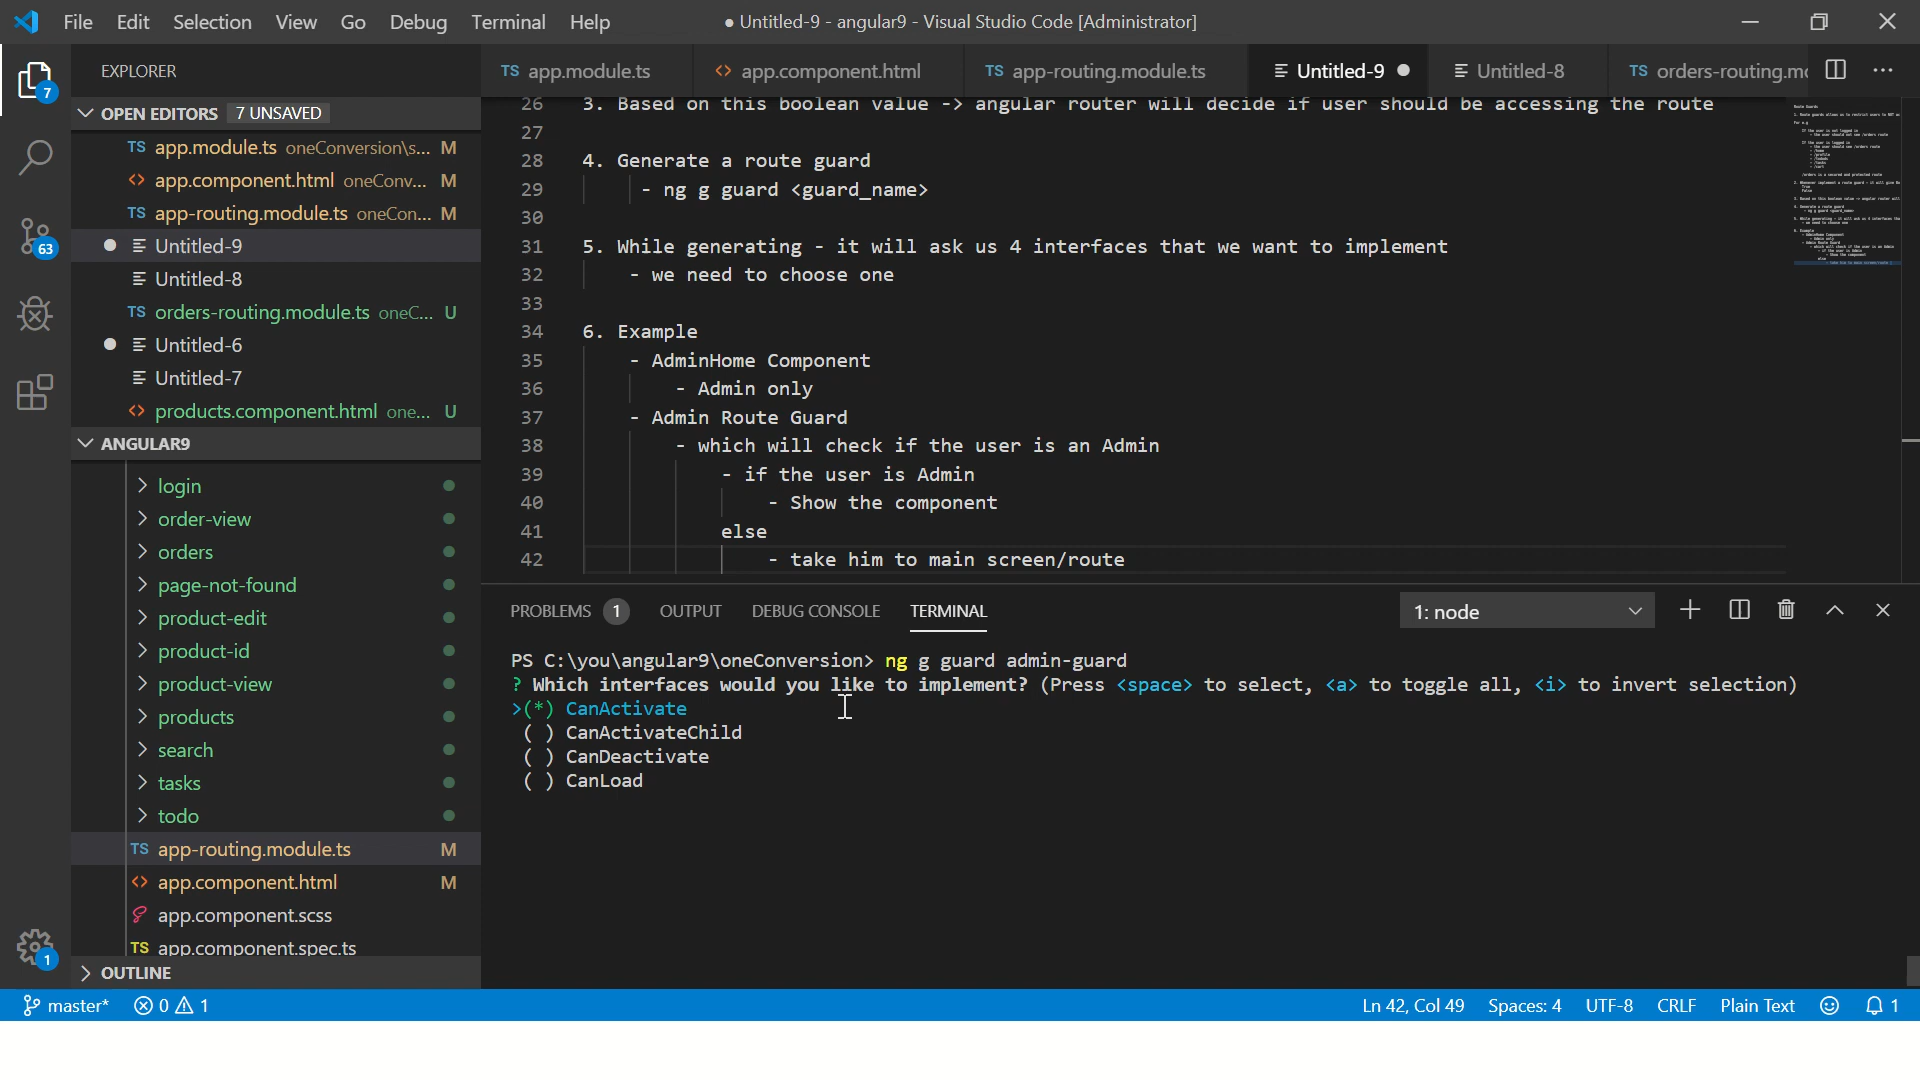 File Edit Selection View Go Debug Terminal Help
● Untitled-9 - angular9 - Visual Studio Code [Administrator]
EXPLORER
TS app.module.ts
<> app.component.html
TS app-routing.module.ts
Untitled-9
Untitled-8
TS orders-routing.mo
7
OPEN EDITORS 7 UNSAVED
TS app.module.ts oneConversion\s... M
<> app.component.html oneConv... M
TS app-routing.module.ts oneCon... M
Untitled-9
Untitled-8
TS orders-routing.module.ts oneC... U
Untitled-6
Untitled-7
<> products.component.html one... U
63
ANGULAR9
login
order-view
orders
page-not-found
product-edit
product-id
product-view
products
search
tasks
todo
TS app-routing.module.ts M
<> app.component.html M
app.component.scss
TS app.component.spec.ts
OUTLINE
1
26 3. Based on this boolean value -> angular router will decide if user should be accessing the route
27
28 4. Generate a route guard
29 - ng g guard <guard_name>
30
31 5. While generating - it will ask us 4 interfaces that we want to implement
32 - we need to choose one
33
34 6. Example
35 - AdminHome Component
36 - Admin only
37 - Admin Route Guard
38 - which will check if the user is an Admin
39 - if the user is Admin
40 - Show the component
41 else
42 - take him to main screen/route
PROBLEMS 1 OUTPUT DEBUG CONSOLE TERMINAL
1: node
PS C:\you\angular9\oneConversion> ng g guard admin-guard
? Which interfaces would you like to implement? (Press <space> to select, <a> to toggle all, <i> to invert selection)
>(*) CanActivate
( ) CanActivateChild
( ) CanDeactivate
( ) CanLoad
master* 0 1
Ln 42, Col 49 Spaces: 4 UTF-8 CRLF Plain Text 1